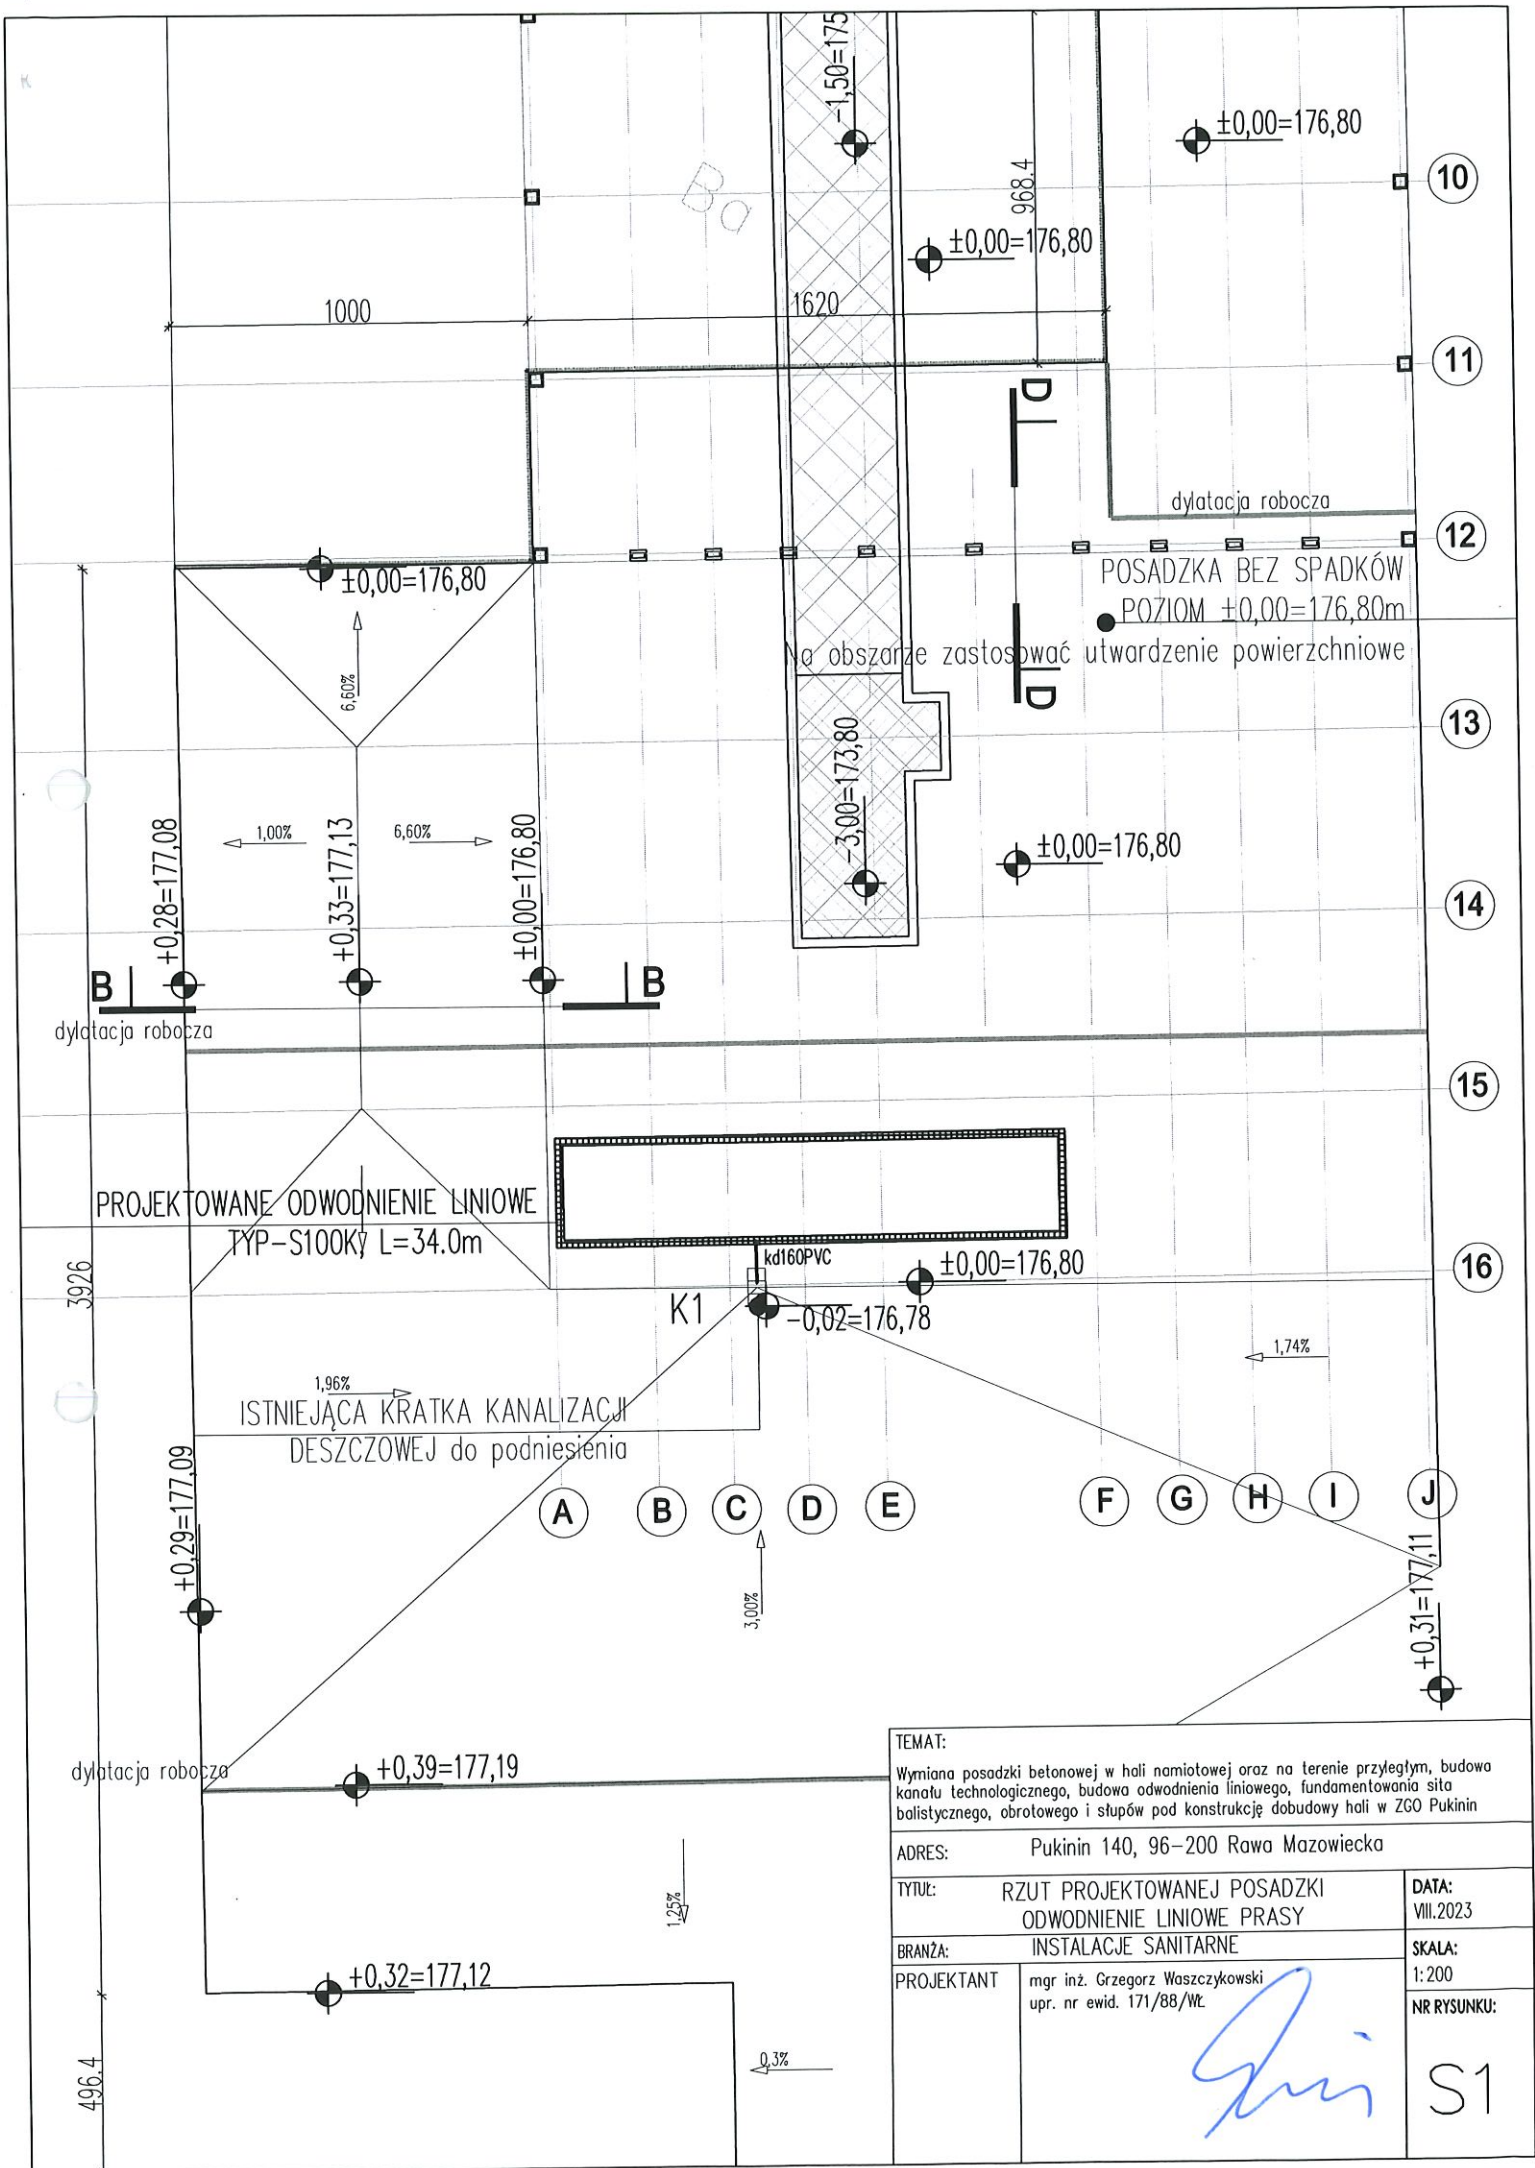 -1,50=175
±0,00=176,80
10
968.4
±0,00=176,80
Ba
1000
1620
11
D
dylatacja robocza
12
±0,00=176,80
POSADZKA BEZ SPADKÓW
POZIOM ±0,00=176,80m
Na obszarze zastosować utwardzenie powierzchniowe
6,60%
D
13
-3,00=173,80
+0,28=177,08
1,00%
+0,33=177,13
6,60%
±0,00=176,80
±0,00=176,80
14
B
B
dylatacja robocza
15
PROJEKTOWANE ODWODNIENIE LINIOWE
TYP-S100K, L=34.0m
kd160PVC
±0,00=176,80
16
3926
K1
-0,02=176,78
1,74%
1,96%
ISTNIEJĄCA KRATKA KANALIZACJI
DESZCZOWEJ do podniesienia
+0,29=177,09
A B C D E F G H I J
3,00%
+0,31=177,11
dylatacja robocza
+0,39=177,19
1,25%
+0,32=177,12
0,3%
496.4
TEMAT:
Wymiana posadzki betonowej w hali namiotowej oraz na terenie przyległym, budowa
kanału technologicznego, budowa odwodnienia liniowego, fundamentowania sita
balistycznego, obrotowego i słupów pod konstrukcję dobudowy hali w ZGO Pukinin
ADRES: Pukinin 140, 96-200 Rawa Mazowiecka
TYTUŁ: RZUT PROJEKTOWANEJ POSADZKI
ODWODNIENIE LINIOWE PRASY
DATA:
VIII.2023
BRANŻA: INSTALACJE SANITARNE
SKALA:
1:200
PROJEKTANT mgr inż. Grzegorz Waszczykowski
upr. nr ewid. 171/88/WŁ
NR RYSUNKU:
S1